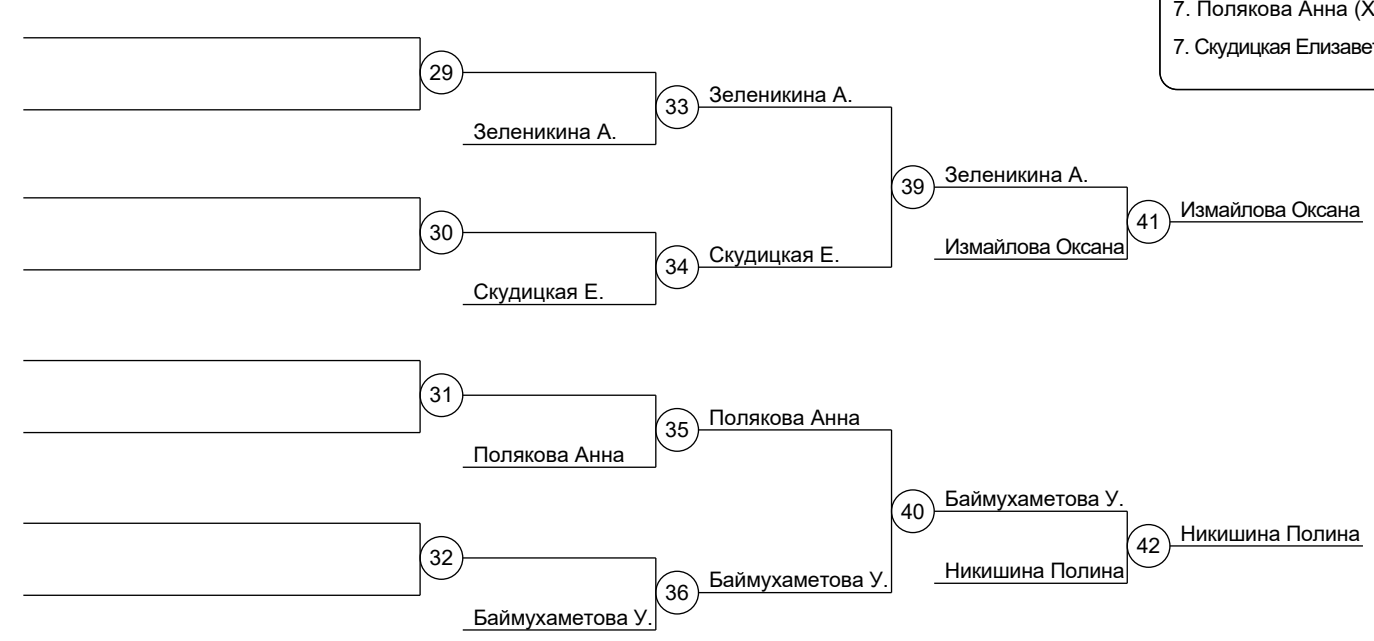 7. Полякова Анна (Х
7. Скудицкая Елизавет
29
33
Зеленикина А.
Зеленикина А.
39
Зеленикина А.
41
Измайлова Оксана
Измайлова Оксана
30
34
Скудицкая Е.
Скудицкая Е.
31
35
Полякова Анна
Полякова Анна
40
Баймухаметова У.
42
Никишина Полина
Никишина Полина
32
36
Баймухаметова У.
Баймухаметова У.